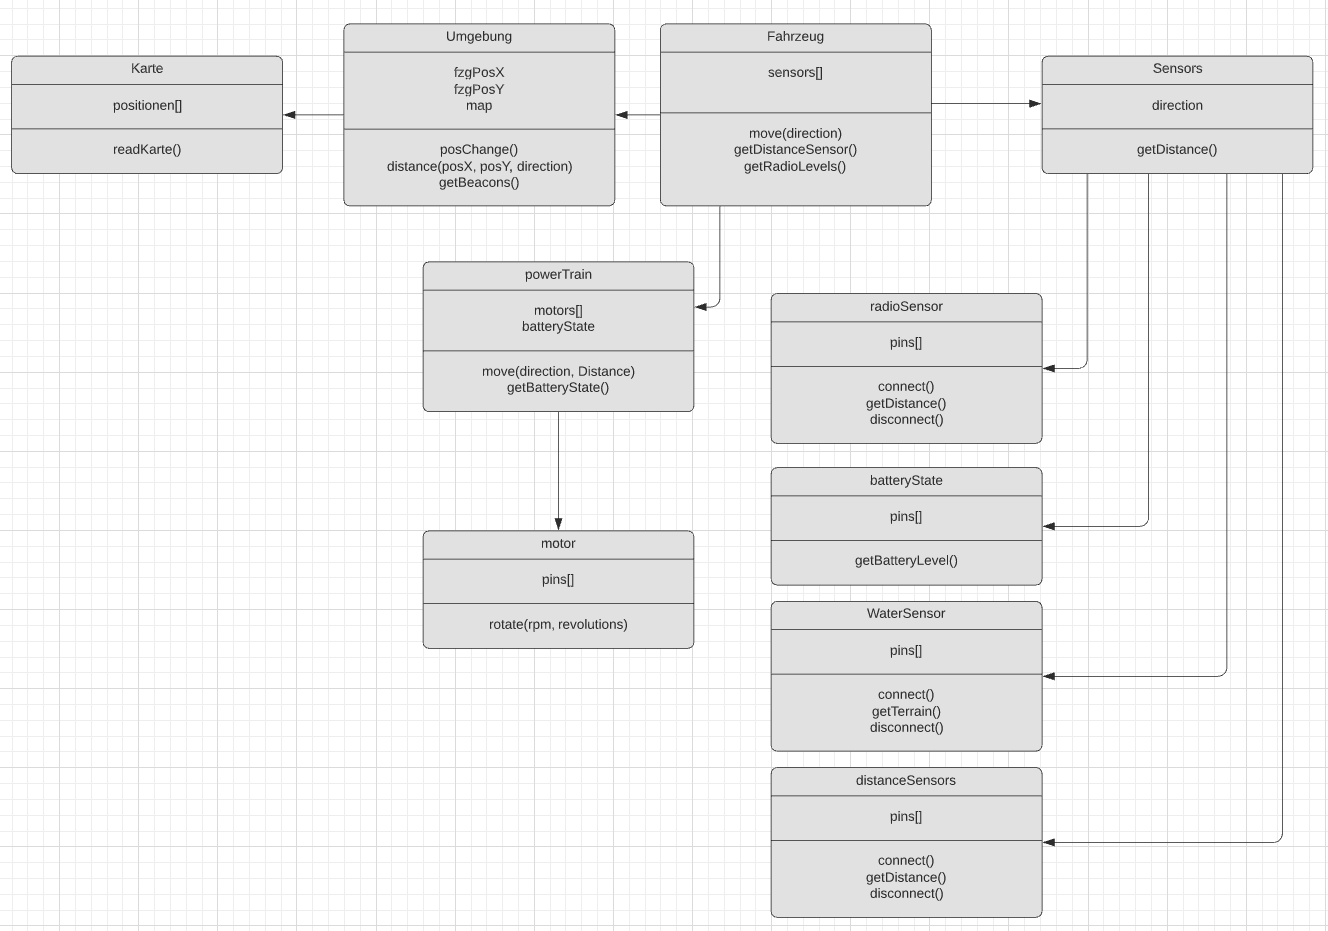 Karte
positionen[]
readKarte()
Umgebung
fzgPosX
fzgPosY
map
posChange()
distance(posX, posY, direction)
getBeacons()
Fahrzeug
sensors[]
move(direction)
getDistanceSensor()
getRadioLevels()
Sensors
direction
getDistance()
powerTrain
motors[]
batteryState
move(direction, Distance)
getBatteryState()
motor
pins[]
rotate(rpm, revolutions)
radioSensor
pins[]
connect()
getDistance()
disconnect()
batteryState
pins[]
getBatteryLevel()
WaterSensor
pins[]
connect()
getTerrain()
disconnect()
distanceSensors
pins[]
connect()
getDistance()
disconnect()